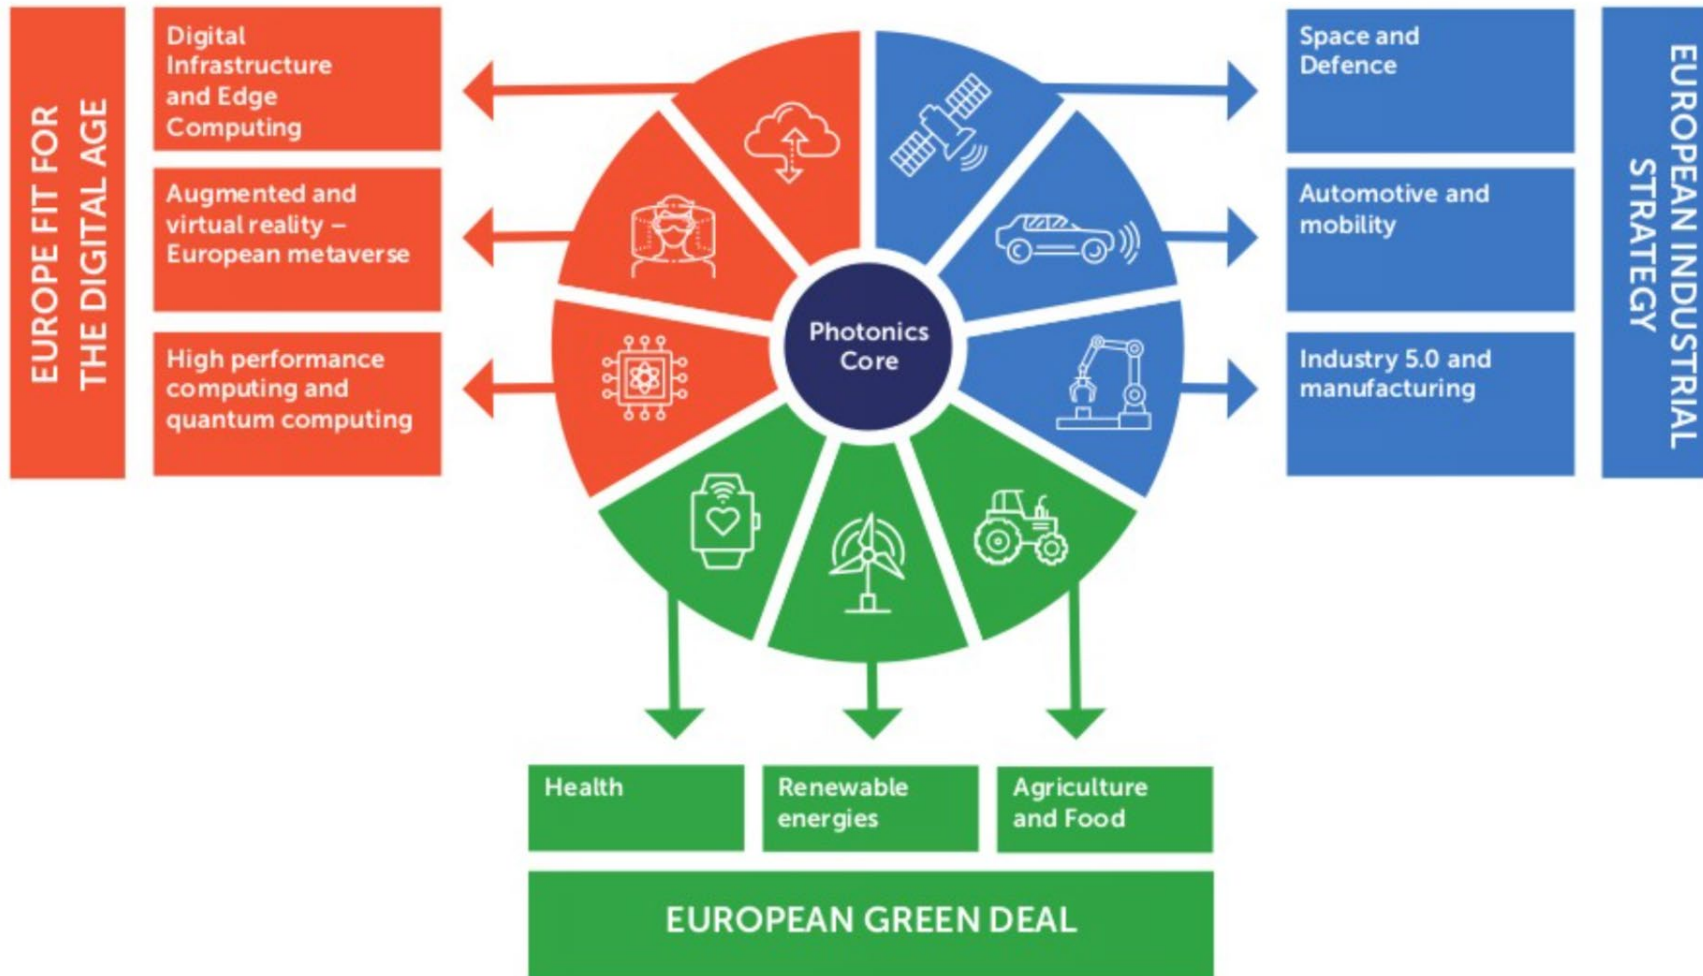 EUROPE FIT FOR
THE DIGITAL AGE
Digital
Infrastructure
and Edge
Computing
Augmented and
virtual reality –
European metaverse
High performance
computing and
quantum computing
Photonics
Core
Space and
Defence
Automotive and
mobility
Industry 5.0 and
manufacturing
EUROPEAN INDUSTRIAL
STRATEGY
Health
Renewable
energies
Agriculture
and Food
EUROPEAN GREEN DEAL